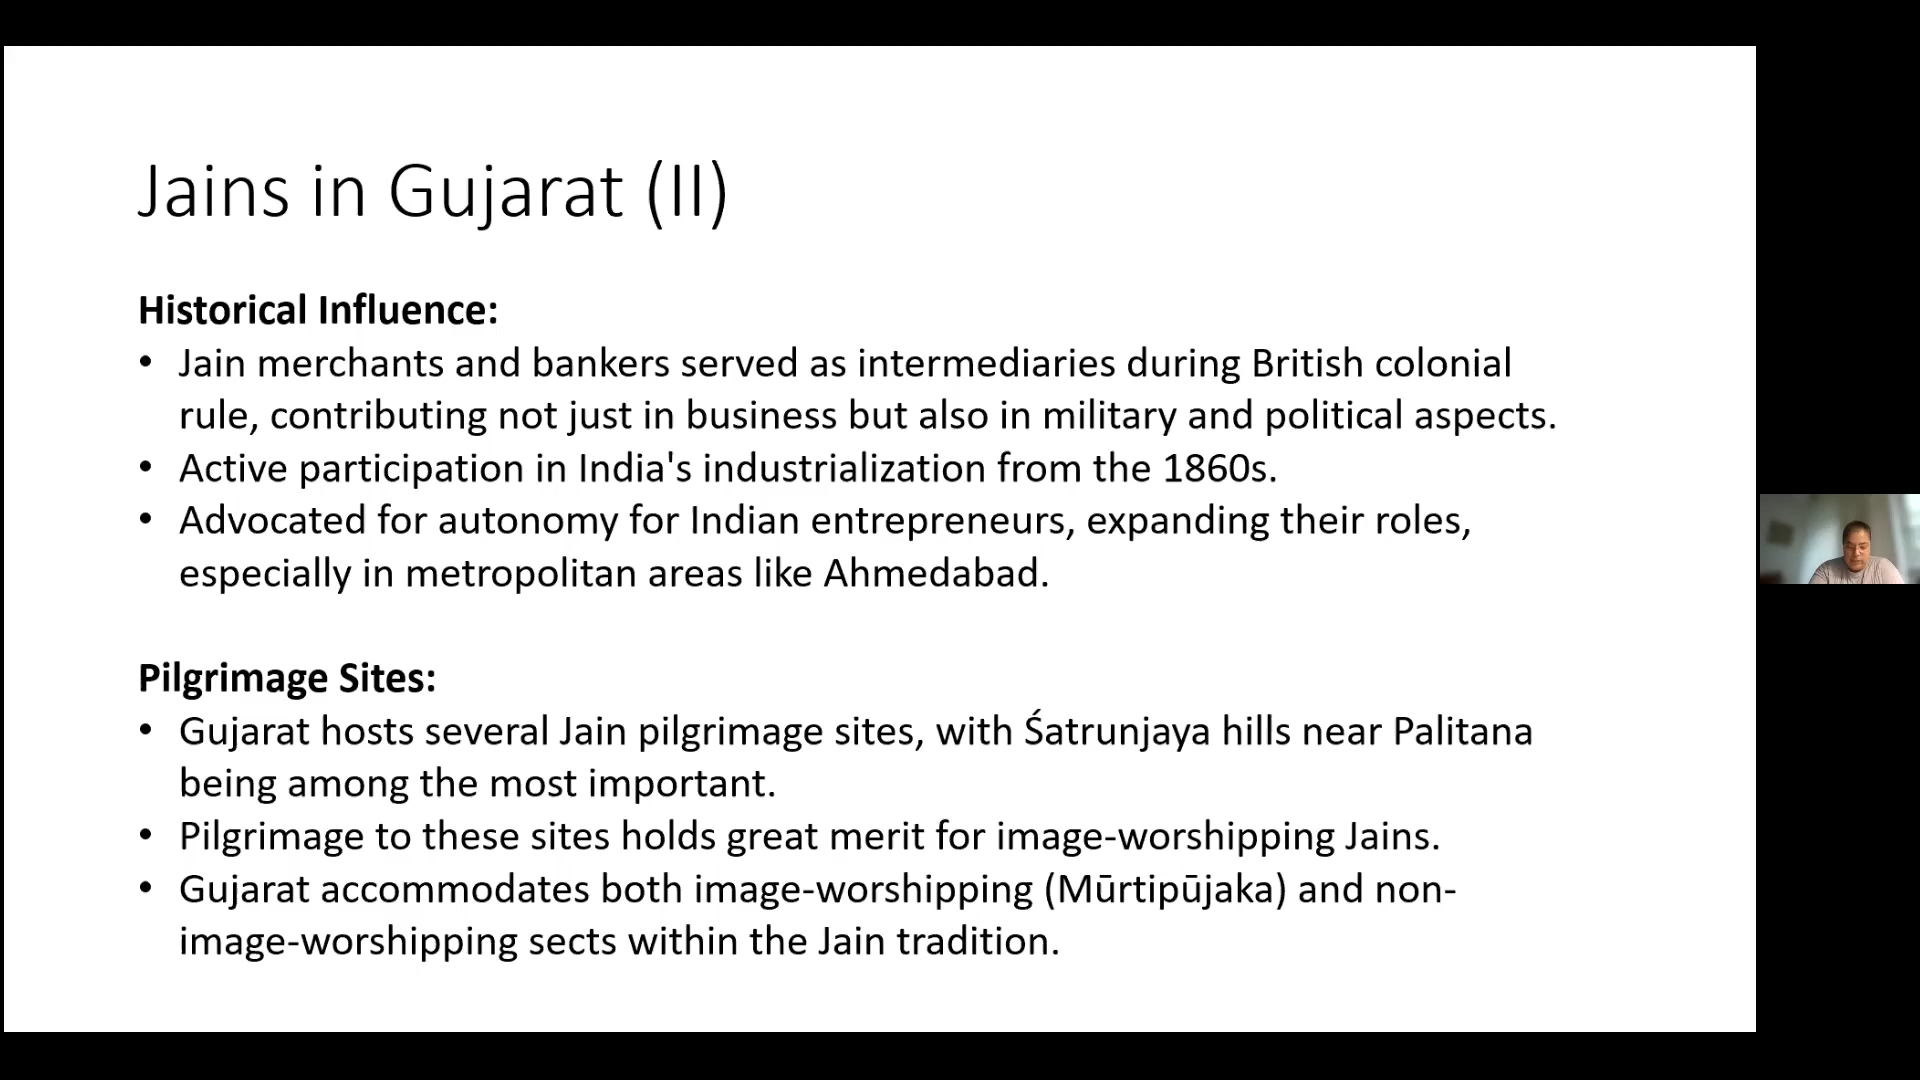 Jains in Gujarat (II)
Historical Influence:
• Jain merchants and bankers served as intermediaries during British colonial
rule, contributing not just in business but also in military and political aspects.
• Active participation in India's industrialization from the 1860s.
• Advocated for autonomy for Indian entrepreneurs, expanding their roles,
especially in metropolitan areas like Ahmedabad.
Pilgrimage Sites:
• Gujarat hosts several Jain pilgrimage sites, with Śatrunjaya hills near Palitana
being among the most important.
• Pilgrimage to these sites holds great merit for image-worshipping Jains.
• Gujarat accommodates both image-worshipping (Mūrtipūjaka) and non-
image-worshipping sects within the Jain tradition.